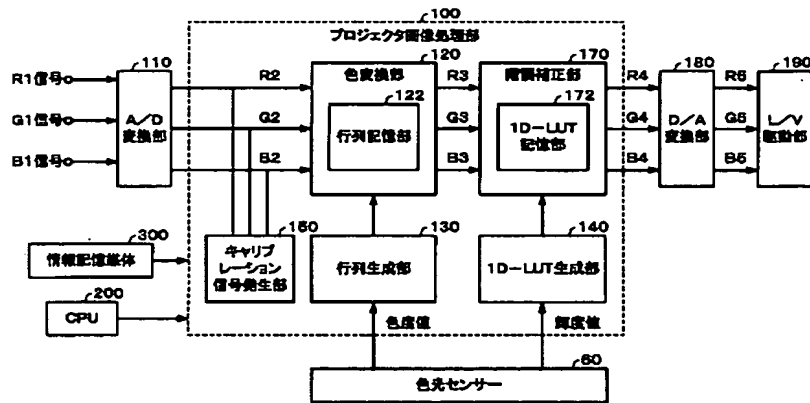 100
プロジェクタ画像処理部
110
120
170
180
190
R1信号
G1信号
B1信号
A/D
変換部
R2
G2
B2
色変換部
122
行列記憶部
R3
G3
B3
階調補正部
172
1D-LUT
記憶部
R4
G4
B4
D/A
変換部
R5
G5
B5
L/V
駆動部
300
情報記憶媒体
200
CPU
150
キャリブ
レーション
信号発生部
130
行列生成部
140
1D-LUT生成部
色度値
輝度値
60
色光センサー